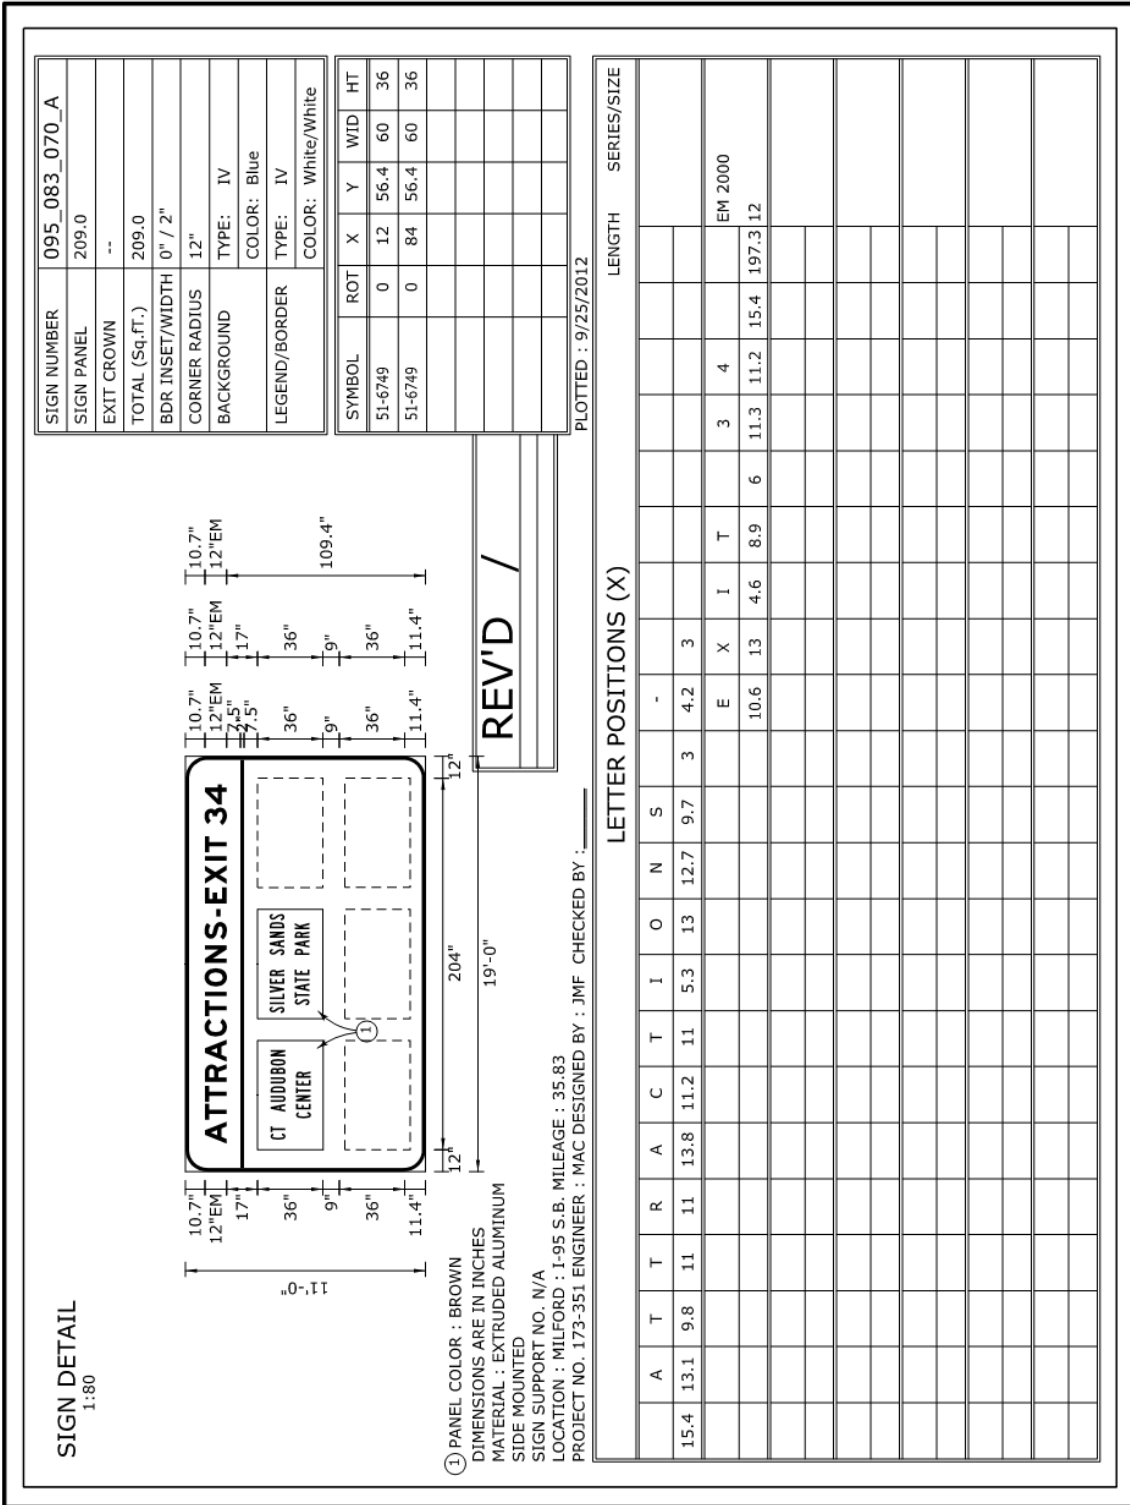 SIGN DETAIL
1:80
SIGN NUMBER 095_083_070_A
SIGN PANEL 209.0
EXIT CROWN --
TOTAL (Sq.fT.) 209.0
BDR INSET/WIDTH 0" / 2"
CORNER RADIUS 12"
BACKGROUND TYPE: IV
COLOR: Blue
LEGEND/BORDER TYPE: IV
COLOR: White/White
SYMBOL ROT X Y WID HT
51-6749 0 12 56.4 60 36
51-6749 0 84 56.4 60 36
PLOTTED : 9/25/2012
11'-0"
10.7" 12"EM 17" 36" 9" 36" 11.4"
ATTRACTIONS-EXIT 34
CT AUDUBON
CENTER
SILVER SANDS
STATE PARK
1
12" 204" 12"
19'-0"
10.7" 12"EM 7.5" 2" 7.5" 36" 9" 36" 11.4"
10.7" 12"EM 17" 36" 9" 36" 11.4"
10.7" 12"EM 109.4"
REV'D /
1 PANEL COLOR : BROWN
DIMENSIONS ARE IN INCHES
MATERIAL : EXTRUDED ALUMINUM
SIDE MOUNTED
SIGN SUPPORT NO. N/A
LOCATION : MILFORD : I-95 S.B. MILEAGE : 35.83
PROJECT NO. 173-351 ENGINEER : MAC DESIGNED BY : JMF CHECKED BY :
LETTER POSITIONS (X) LENGTH SERIES/SIZE
A T T R A C T I O N S -
15.4 13.1 9.8 11 11 13.8 11.2 11 5.3 13 12.7 9.7 3 4.2 3
E X I T 3 4 EM 2000
10.6 13 4.6 8.9 6 11.3 11.2 15.4 197.3 12